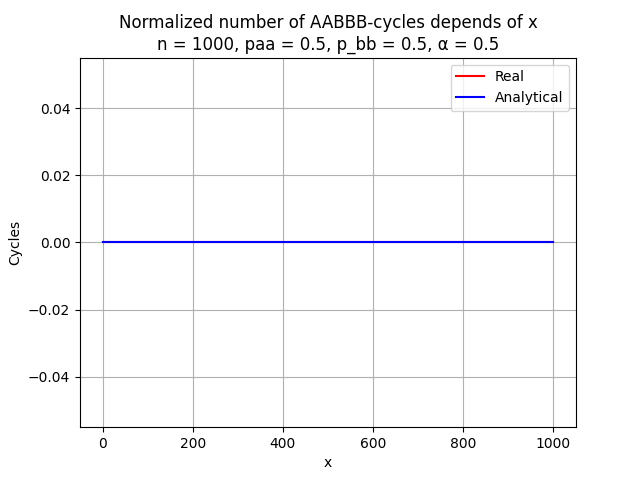 Normalized number of AABBB-cycles depends of x
n = 1000, paa = 0.5, p_bb = 0.5, α = 0.5
Real
Analytical
0.04
0.02
0.00
−0.02
−0.04
Cycles
0 200 400 600 800 1000
x